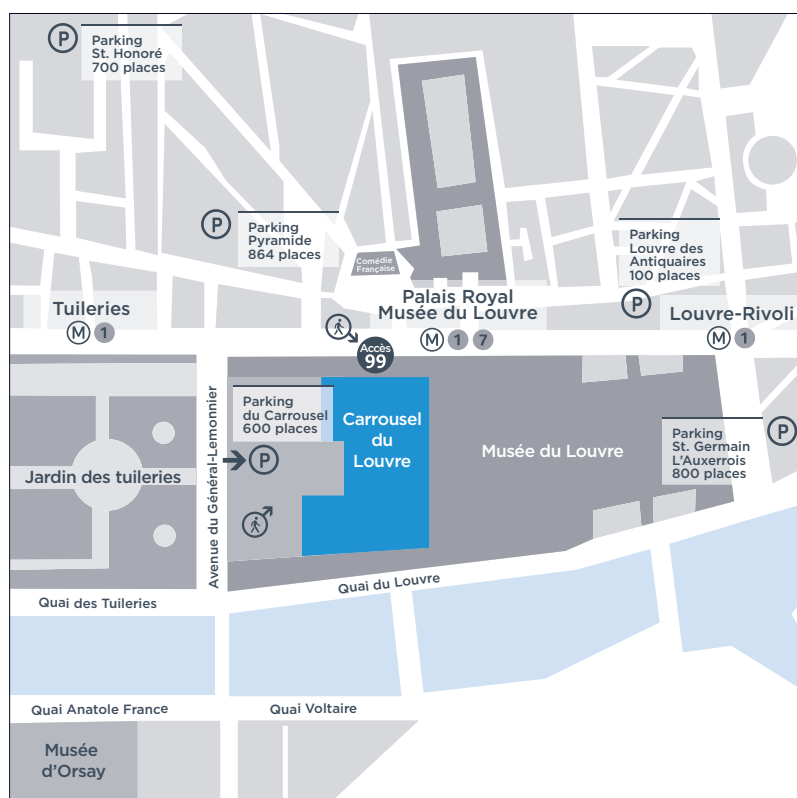 P
Parking
St. Honoré
700 places
P
Parking
Pyramide
864 places
Parking
Louvre des
Antiquaires
100 places
P
Comédie
Française
Tuileries
M 1
Palais Royal
Musée du Louvre
M 1 7
Louvre-Rivoli
M 1
Accès
99
Parking
du Carrousel
600 places
P
Carrousel
du
Louvre
Musée du Louvre
Parking
St. Germain
L'Auxerrois
800 places
P
Jardin des tuileries
Avenue du Général-Lemonnier
Quai du Louvre
Quai des Tuileries
Quai Anatole France
Quai Voltaire
Musée
d'Orsay